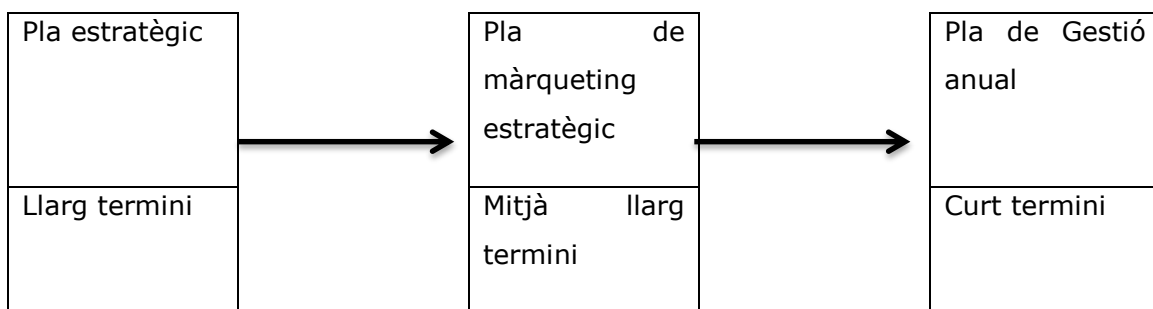 Pla estratègic
Llarg termini
Pla de
màrqueting
estratègic
Mitjà llarg
termini
Pla de Gestió
anual
Curt termini